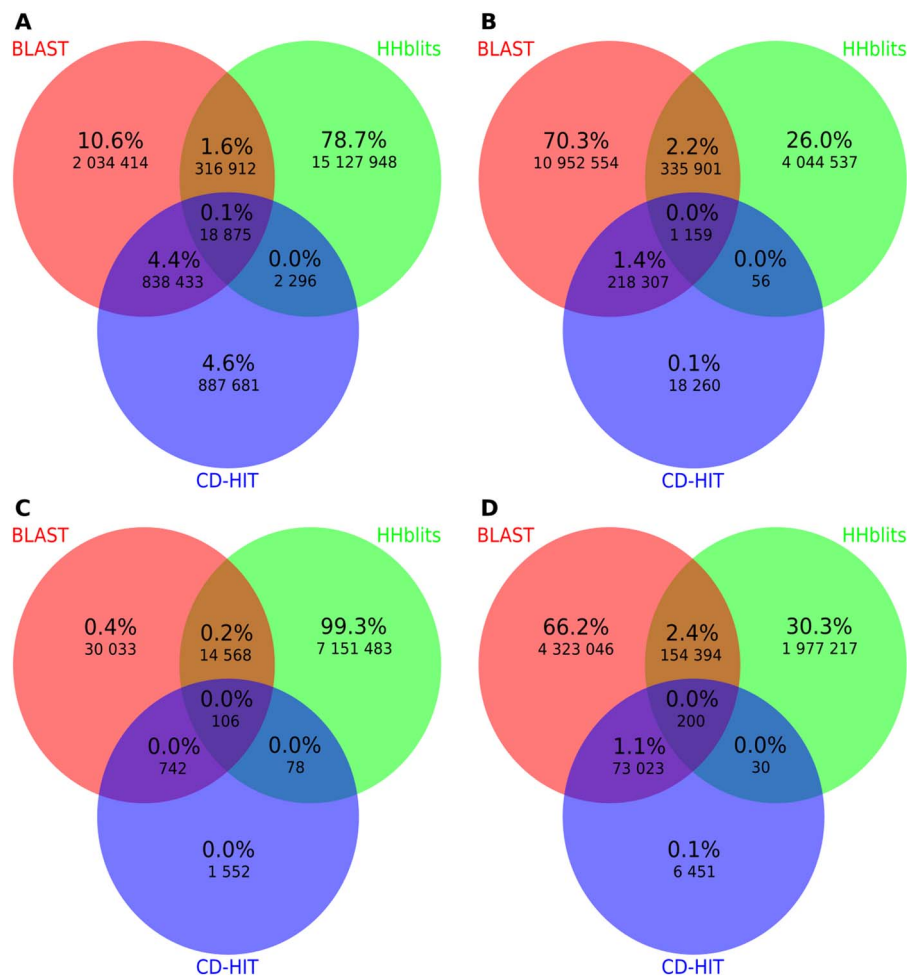 A
BLAST
HHblits
10.6%
2 034 414
1.6%
316 912
78.7%
15 127 948
0.1%
18 875
4.4%
838 433
0.0%
2 296
4.6%
887 681
CD-HIT
B
BLAST
HHblits
70.3%
10 952 554
2.2%
335 901
26.0%
4 044 537
0.0%
1 159
1.4%
218 307
0.0%
56
0.1%
18 260
CD-HIT
C
BLAST
HHblits
0.4%
30 033
0.2%
14 568
99.3%
7 151 483
0.0%
106
0.0%
742
0.0%
78
0.0%
1 552
CD-HIT
D
BLAST
HHblits
66.2%
4 323 046
2.4%
154 394
30.3%
1 977 217
0.0%
200
1.1%
73 023
0.0%
30
0.1%
6 451
CD-HIT